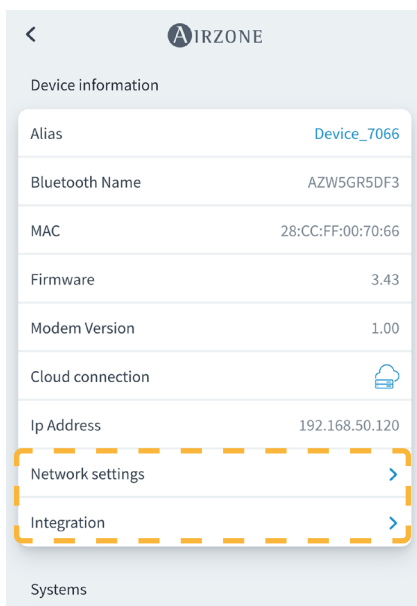 AIRZONE
Device information
Alias Device_7066
Bluetooth Name AZW5GR5DF3
MAC 28:CC:FF:00:70:66
Firmware 3.43
Modem Version 1.00
Cloud connection
Ip Address 192.168.50.120
Network settings
Integration
Systems